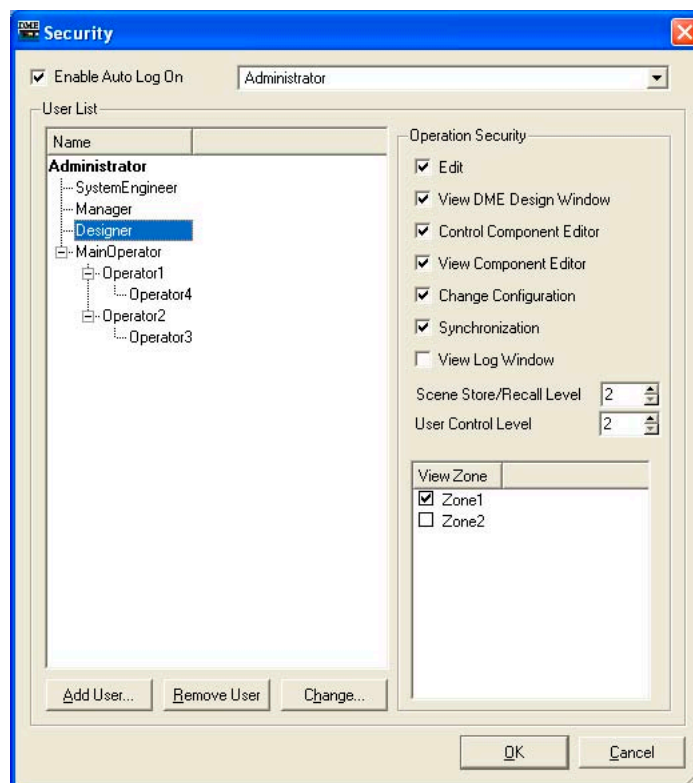 DME
Security
Enable Auto Log On
Administrator
User List
Name
Administrator
SystemEngineer
Manager
Designer
MainOperator
Operator1
Operator4
Operator2
Operator3
Add User...
Remove User
Change...
Operation Security
Edit
View DME Design Window
Control Component Editor
View Component Editor
Change Configuration
Synchronization
View Log Window
Scene Store/Recall Level 2
User Control Level 2
View Zone
Zone1
Zone2
OK
Cancel